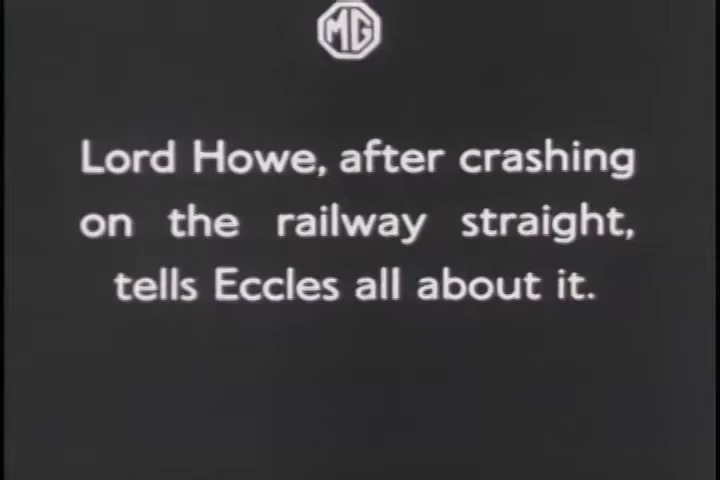 MG
Lord Howe, after crashing
on the railway straight,
tells Eccles all about it.